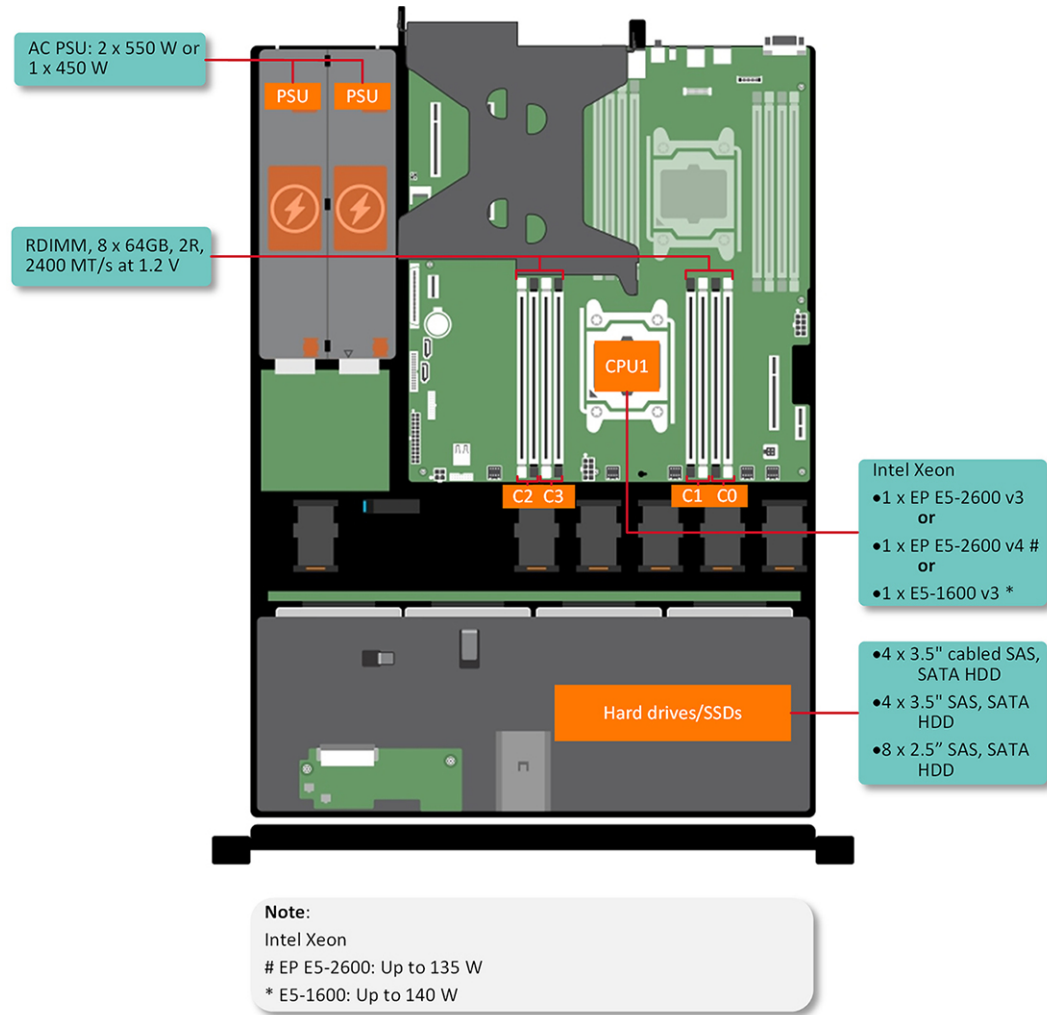 AC PSU: 2 x 550 W or
1 x 450 W
PSU
PSU
RDIMM, 8 x 64GB, 2R,
2400 MT/s at 1.2 V
CPU1
C2
C3
C1
C0
Intel Xeon
●1 x EP E5-2600 v3
or
●1 x EP E5-2600 v4 #
or
●1 x E5-1600 v3 *
●4 x 3.5" cabled SAS,
SATA HDD
●4 x 3.5" SAS, SATA
HDD
●8 x 2.5” SAS, SATA
HDD
Hard drives/SSDs
Note:
Intel Xeon
# EP E5-2600: Up to 135 W
* E5-1600: Up to 140 W